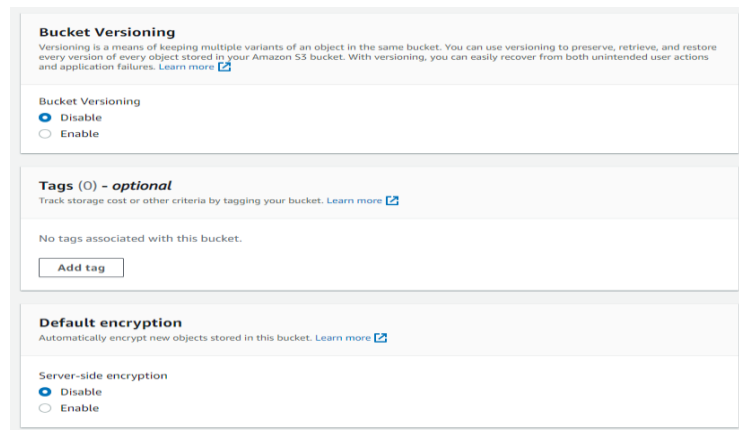 Bucket Versioning
Versioning is a means of keeping multiple variants of an object in the same bucket. You can use versioning to preserve, retrieve, and restore
every version of every object stored in your Amazon S3 bucket. With versioning, you can easily recover from both unintended user actions
and application failures. Learn more
Bucket Versioning
Disable
Enable
Tags (0) - optional
Track storage cost or other criteria by tagging your bucket. Learn more
No tags associated with this bucket.
Add tag
Default encryption
Automatically encrypt new objects stored in this bucket. Learn more
Server-side encryption
Disable
Enable